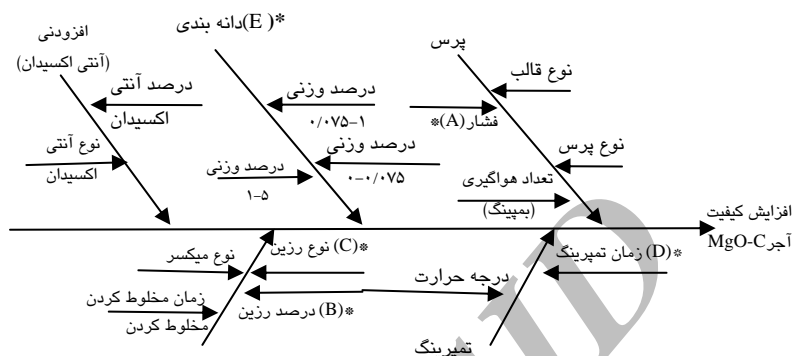 افزودنی
(آنتی اکسیدان)
درصد آنتی
اکسیدان
نوع آنتی
اکسیدان
*(E)دانه بندی
درصد وزنی
۰/۰۷۵-۱
درصد وزنی
۰-۰/۰۷۵
درصد وزنی
۱-۵
پرس
نوع قالب
فشار(A)*
نوع پرس
تعداد هواگیری
(بمپینگ)
افزایش کیفیت
آجرMgO-C
نوع میکسر
*(C) نوع رزین
زمان مخلوط کردن
مخلوط کردن
*(B) درصد رزین
*(D) زمان تمپرینگ
درجه حرارت
تمپرینگ